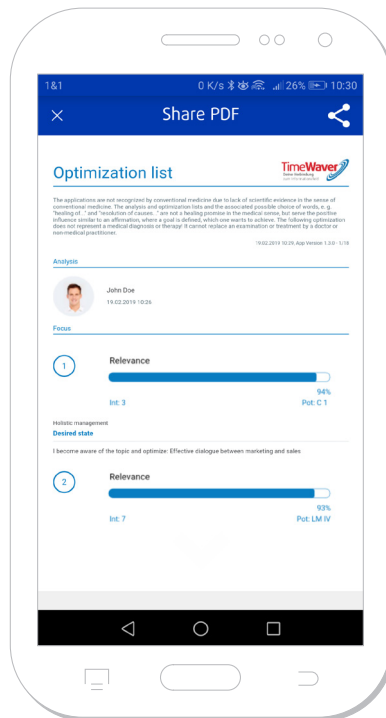 1&1 0 K/s 26% 10:30
Share PDF
Optimization list
TimeWaver
The applications are not recognized by conventional medicine due to lack of scientific evidence in the sense of
conventional medicine. The analysis and optimization lists and the associated possible choice of words, e. g.
"healing of..." and "resolution of causes..." are not a healing promise in the medical sense, but serve the positive
influence similar to an affirmation, where a goal is defined, which one wants to achieve. The following optimization
does not represent a medical diagnosis or therapy! It cannot replace an examination or treatment by a doctor or
non-medical practitioner.
19.02.2019 10:29, App Version 1.3.0 - 1/18
Analysis
John Doe
19.02.2019 10:26
Focus
1 Relevance
94%
Int: 3 Pot: C 1
Holistic management
Desired state
I become aware of the topic and optimize: Effective dialogue between marketing and sales
2 Relevance
93%
Int: 7 Pot: LM IV